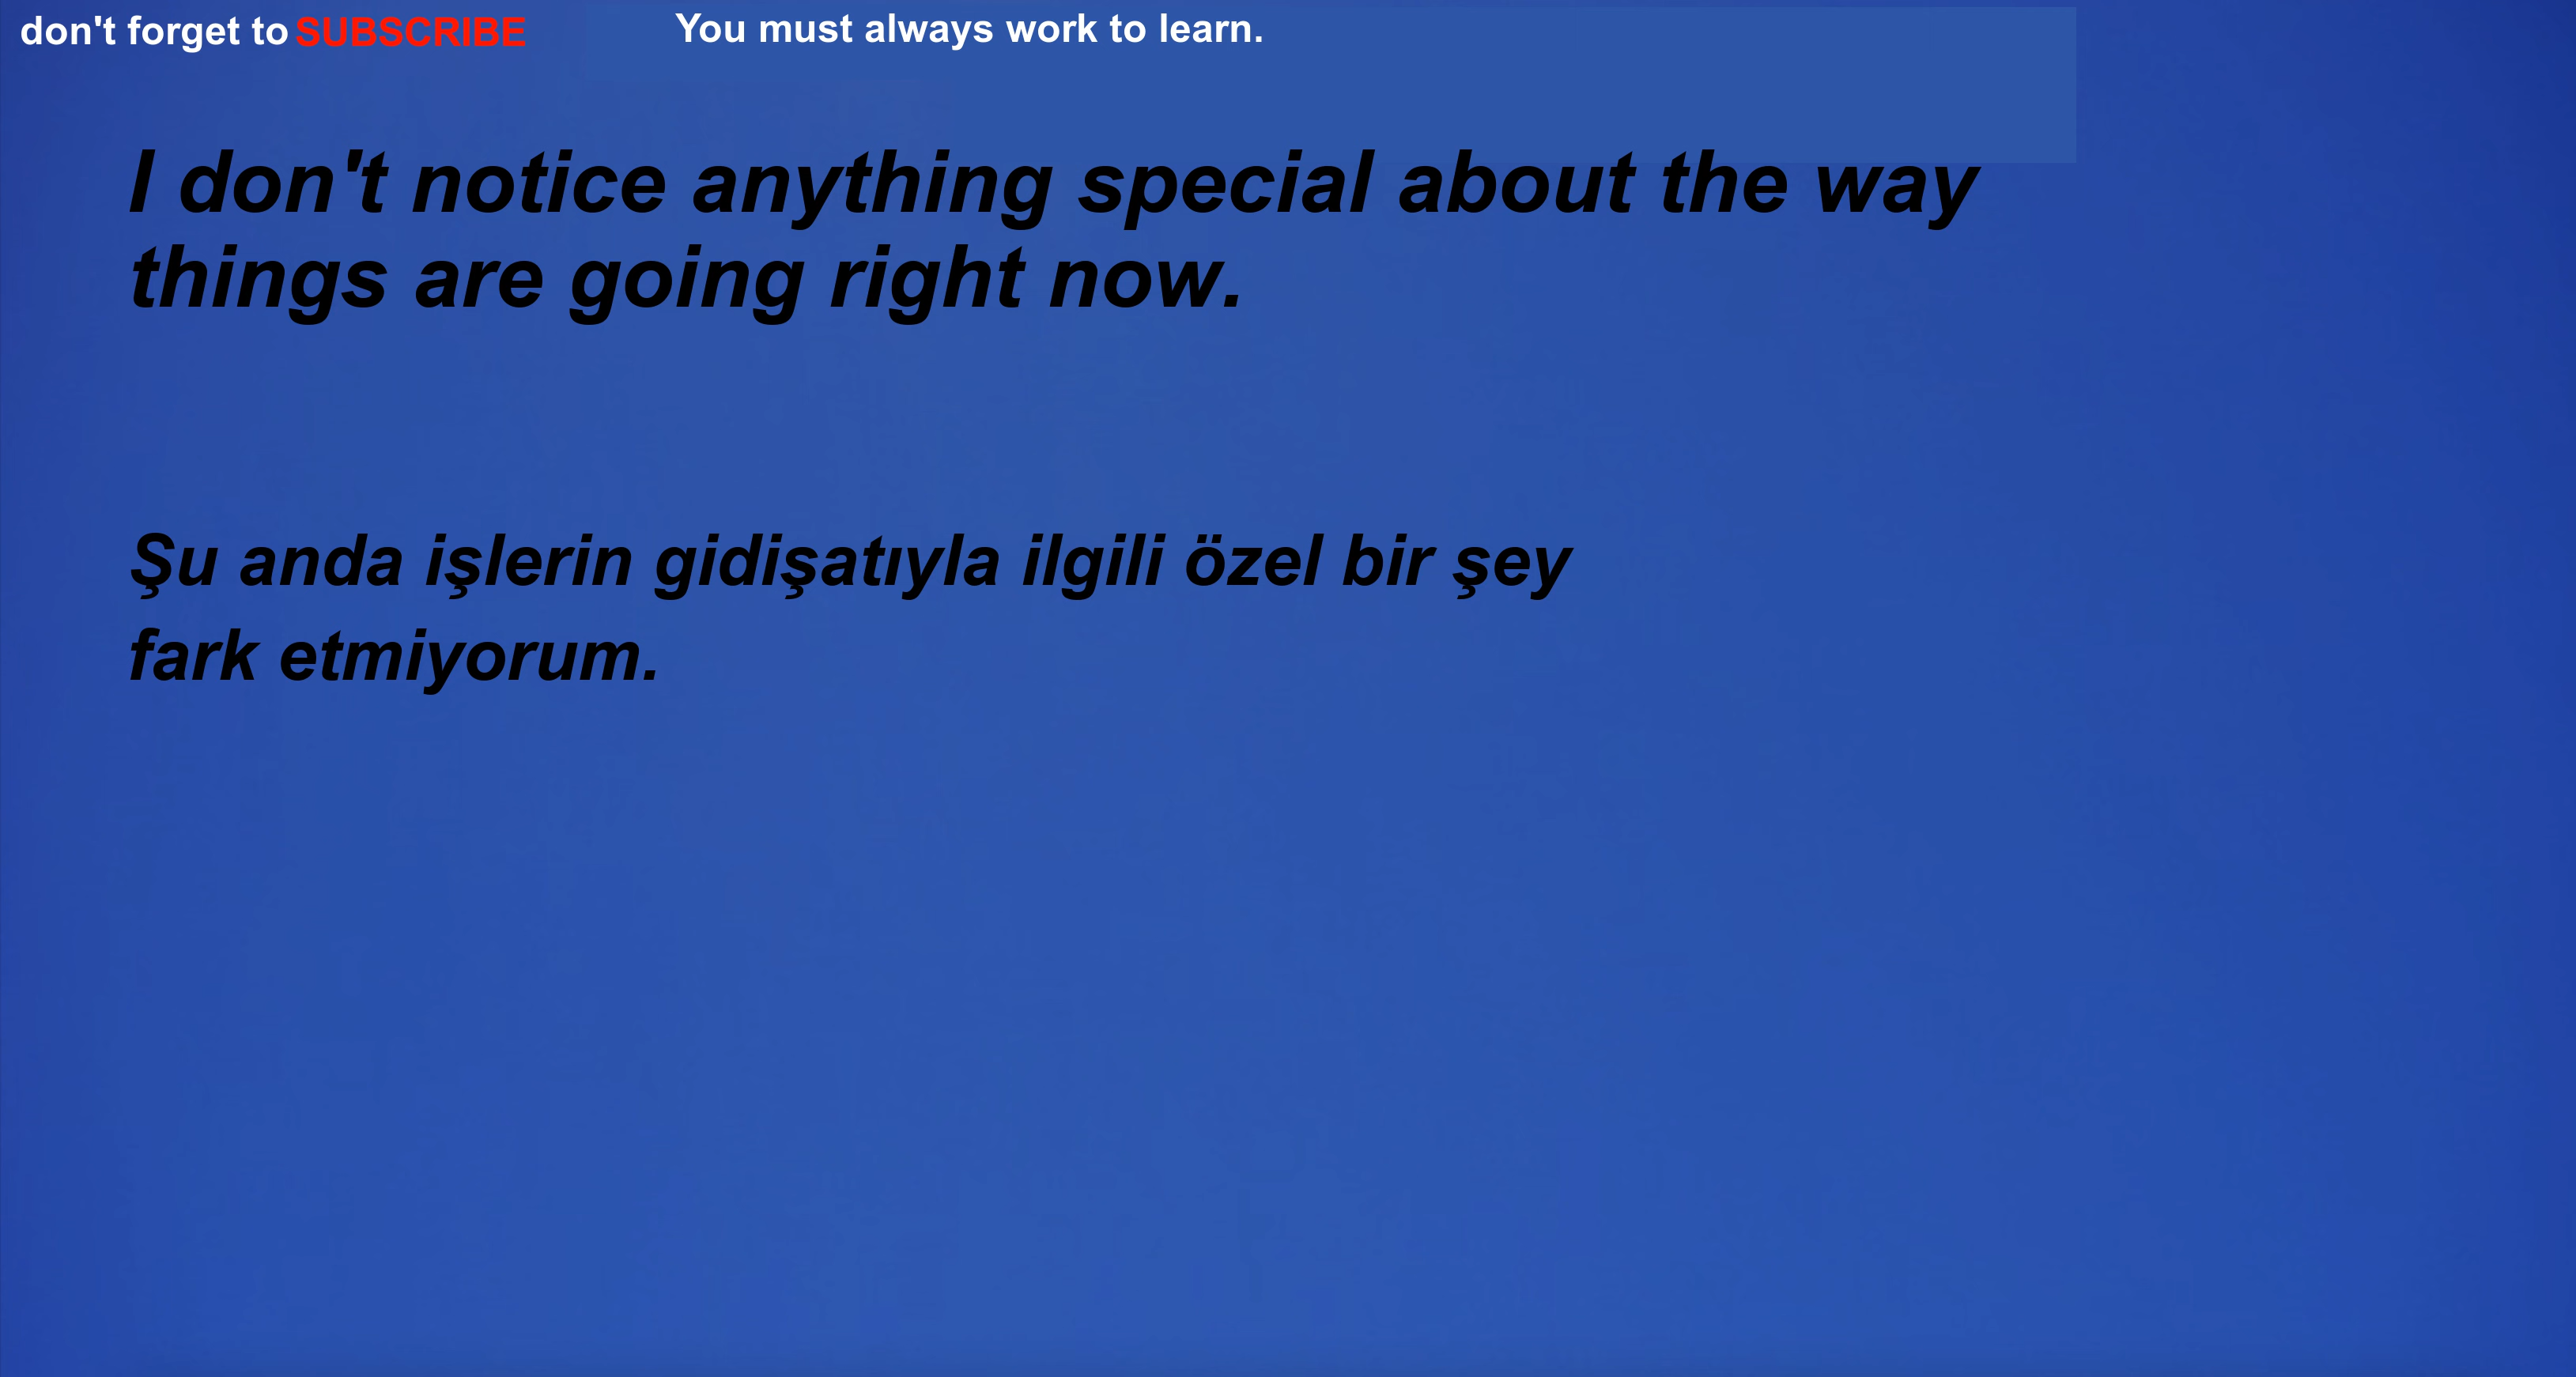 don't forget to SUBSCRIBE
You must always work to learn.
I don't notice anything special about the way
things are going right now.
Şu anda işlerin gidişatıyla ilgili özel bir şey
fark etmiyorum.